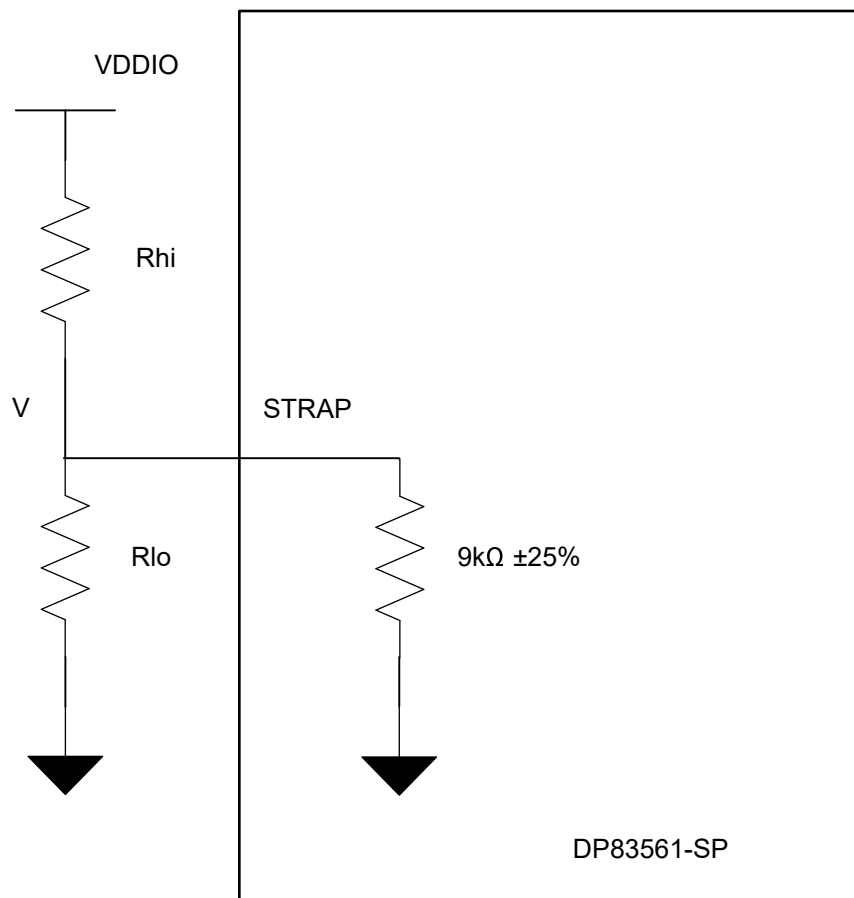 VDDIO
Rhi
V
STRAP
Rlo
9kΩ ±25%
DP83561-SP